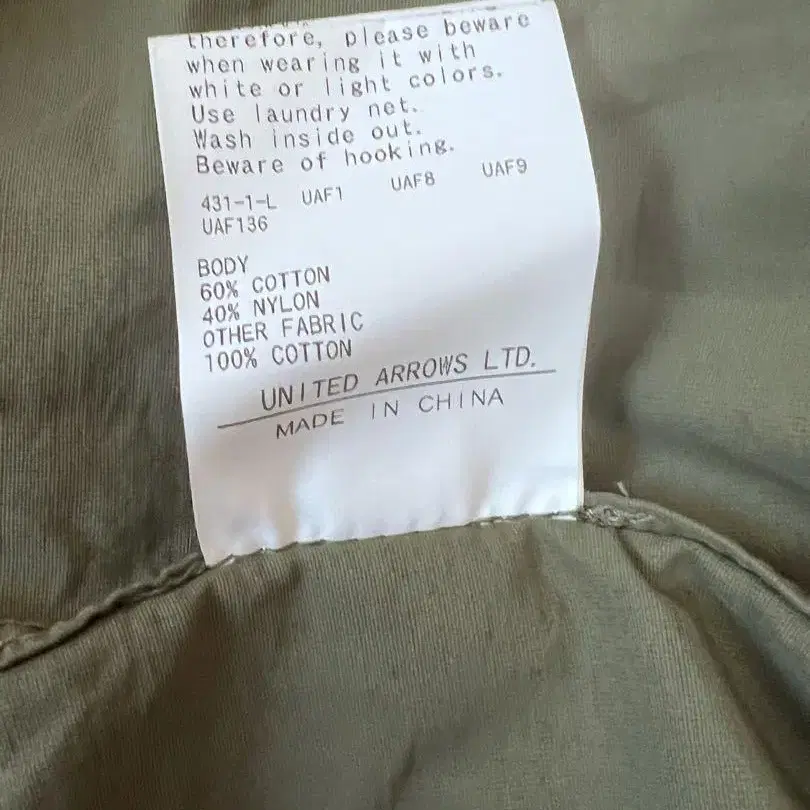 therefore, please beware
when wearing it with
white or light colors.
Use laundry net.
Wash inside out.
Beware of hooking.
431-1-L UAF1 UAF8 UAF9
UAF136
BODY
60% COTTON
40% NYLON
OTHER FABRIC
100% COTTON
UNITED ARROWS LTD.
MADE IN CHINA